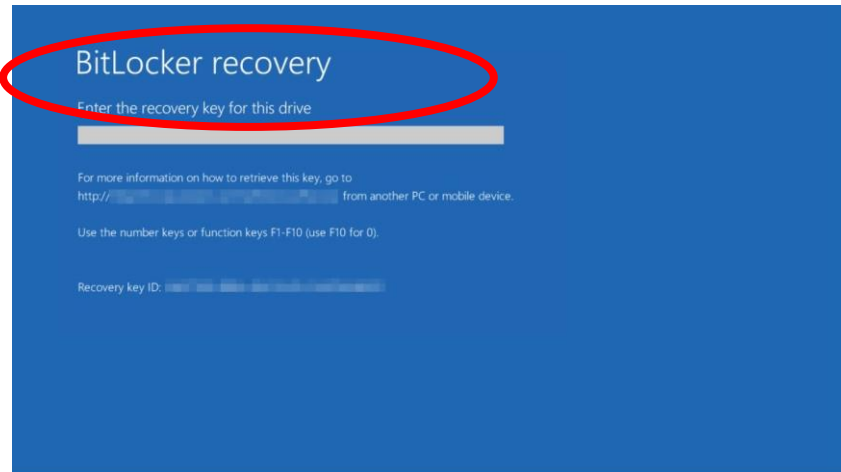 BitLocker recovery
Enter the recovery key for this drive
For more information on how to retrieve this key, go to
http:// from another PC or mobile device.
Use the number keys or function keys F1-F10 (use F10 for 0).
Recovery key ID: